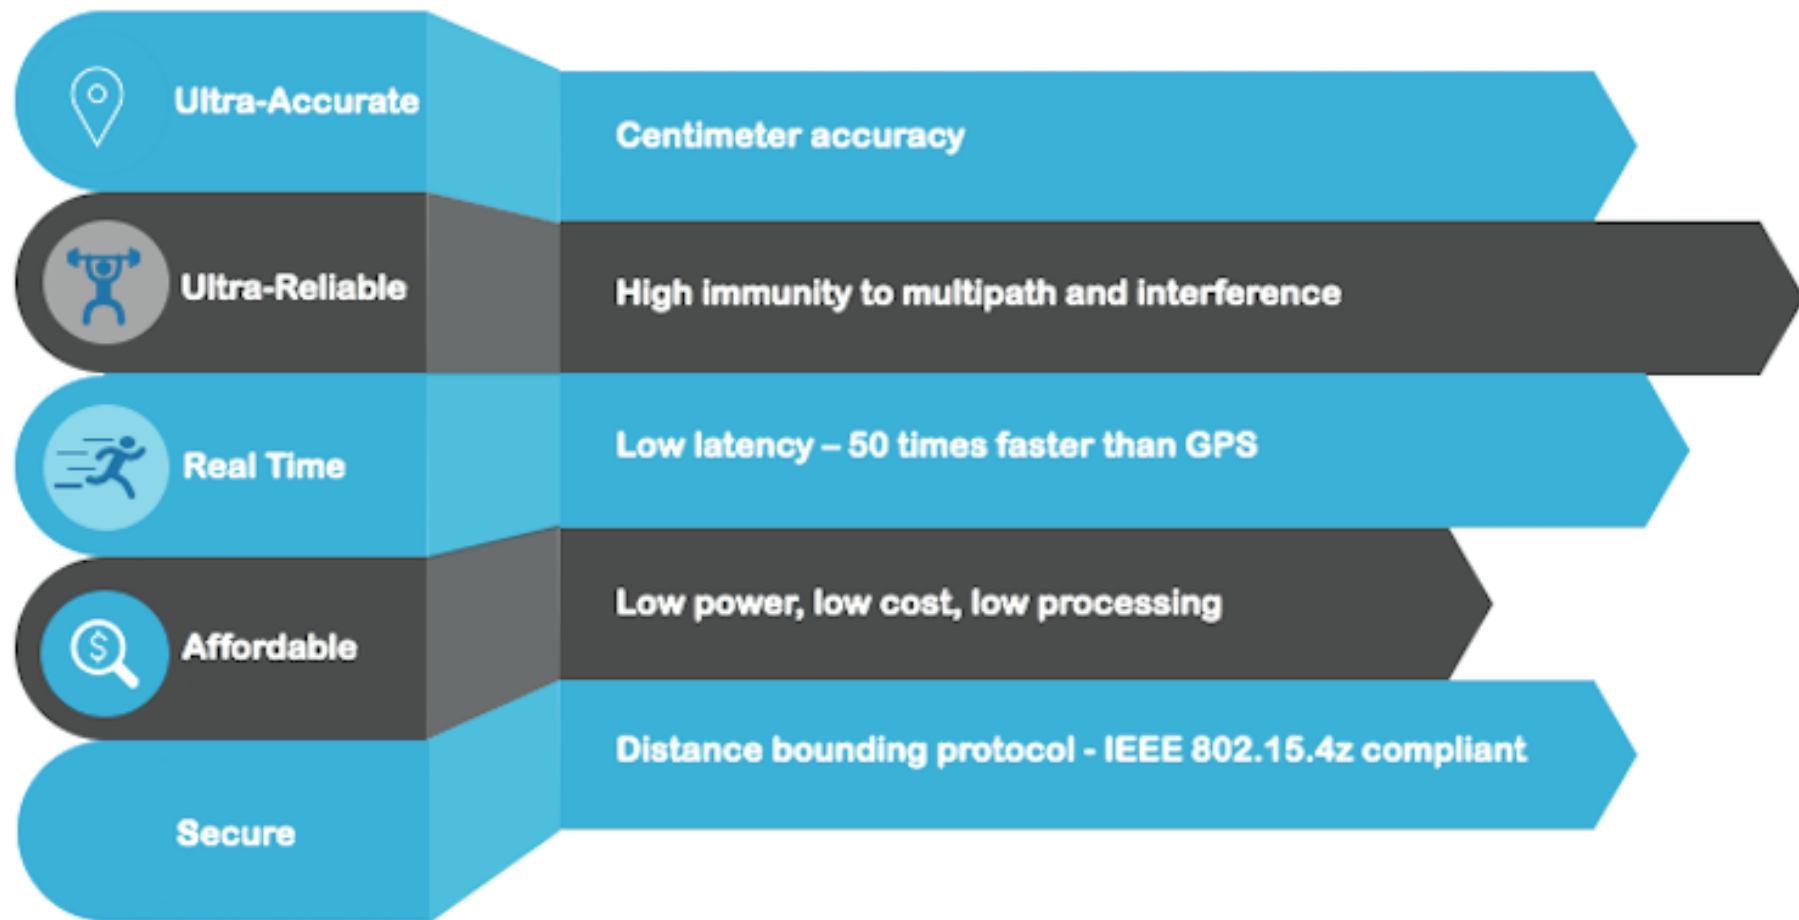 Ultra-Accurate
Centimeter accuracy
Ultra-Reliable
High immunity to multipath and interference
Real Time
Low latency – 50 times faster than GPS
Affordable
$
Low power, low cost, low processing
Secure
Distance bounding protocol - IEEE 802.15.4z compliant